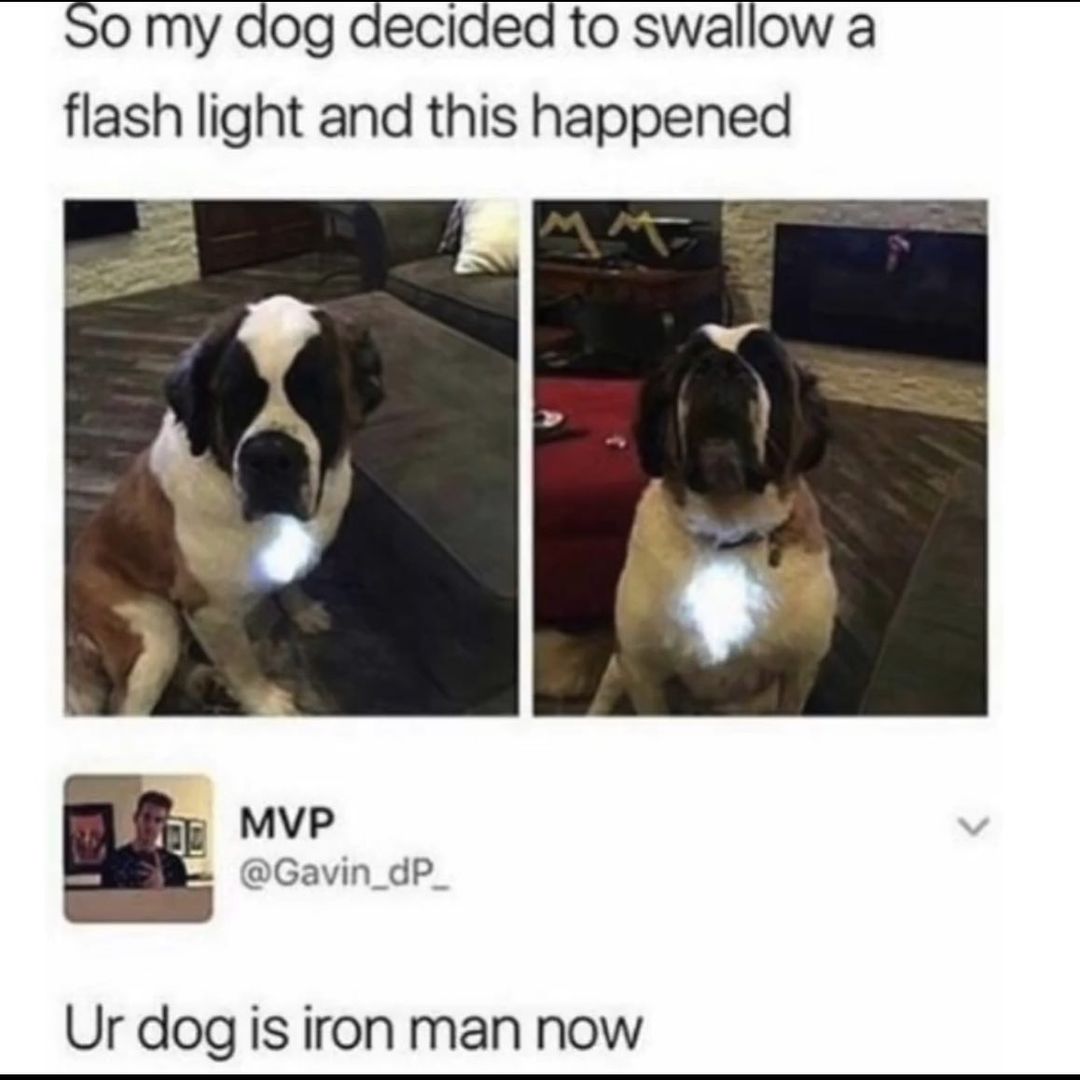 So my dog decided to swallow a
flash light and this happened
MVP
@Gavin_dP_
Ur dog is iron man now